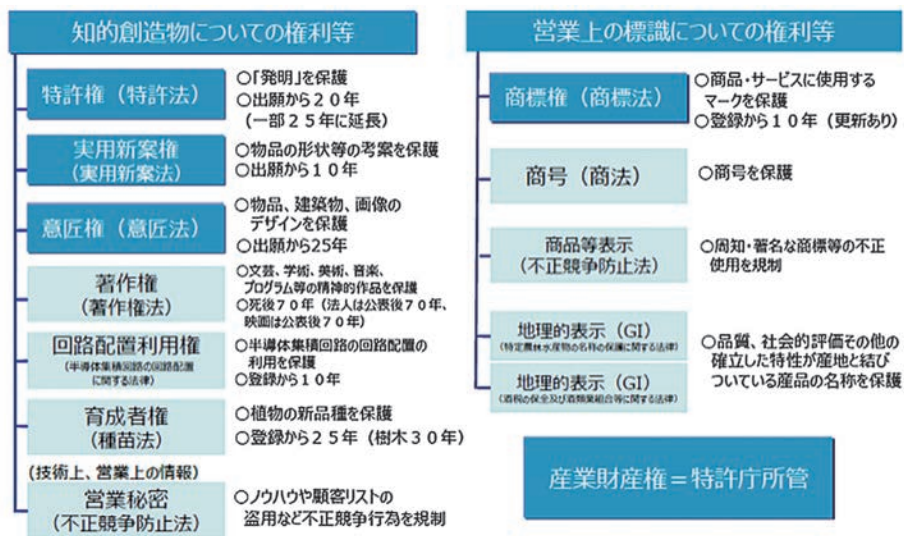 知的創造物についての権利等
特許権（特許法）
○「発明」を保護
○出願から２０年
（一部２５年に延長）
実用新案権
（実用新案法）
○物品の形状等の考案を保護
○出願から１０年
意匠権（意匠法）
○物品、建築物、画像の
デザインを保護
○出願から25年
著作権
（著作権法）
○文芸、学術、美術、音楽、
プログラム等の精神的作品を保護
○死後７０年（法人は公表後７０年、
映画は公表後７０年）
回路配置利用権
（半導体集積回路の回路配置
に関する法律）
○半導体集積回路の回路配置の
利用を保護
○登録から１０年
育成者権
（種苗法）
○植物の新品種を保護
○登録から２５年（樹木３０年）
（技術上、営業上の情報）
営業秘密
（不正競争防止法）
○ノウハウや顧客リストの
盗用など不正競争行為を規制
営業上の標識についての権利等
商標権（商標法）
○商品・サービスに使用する
マークを保護
○登録から１０年（更新あり）
商号（商法）
○商号を保護
商品等表示
（不正競争防止法）
○周知・著名な商標等の不正
使用を規制
地理的表示（GI）
（特定農林水産物の名称の保護に関する法律）
○品質、社会的評価その他の
確立した特性が産地と結び
ついている産品の名称を保護
地理的表示（GI）
（酒税の保全及び酒類業組合等に関する法律）
産業財産権＝特許庁所管